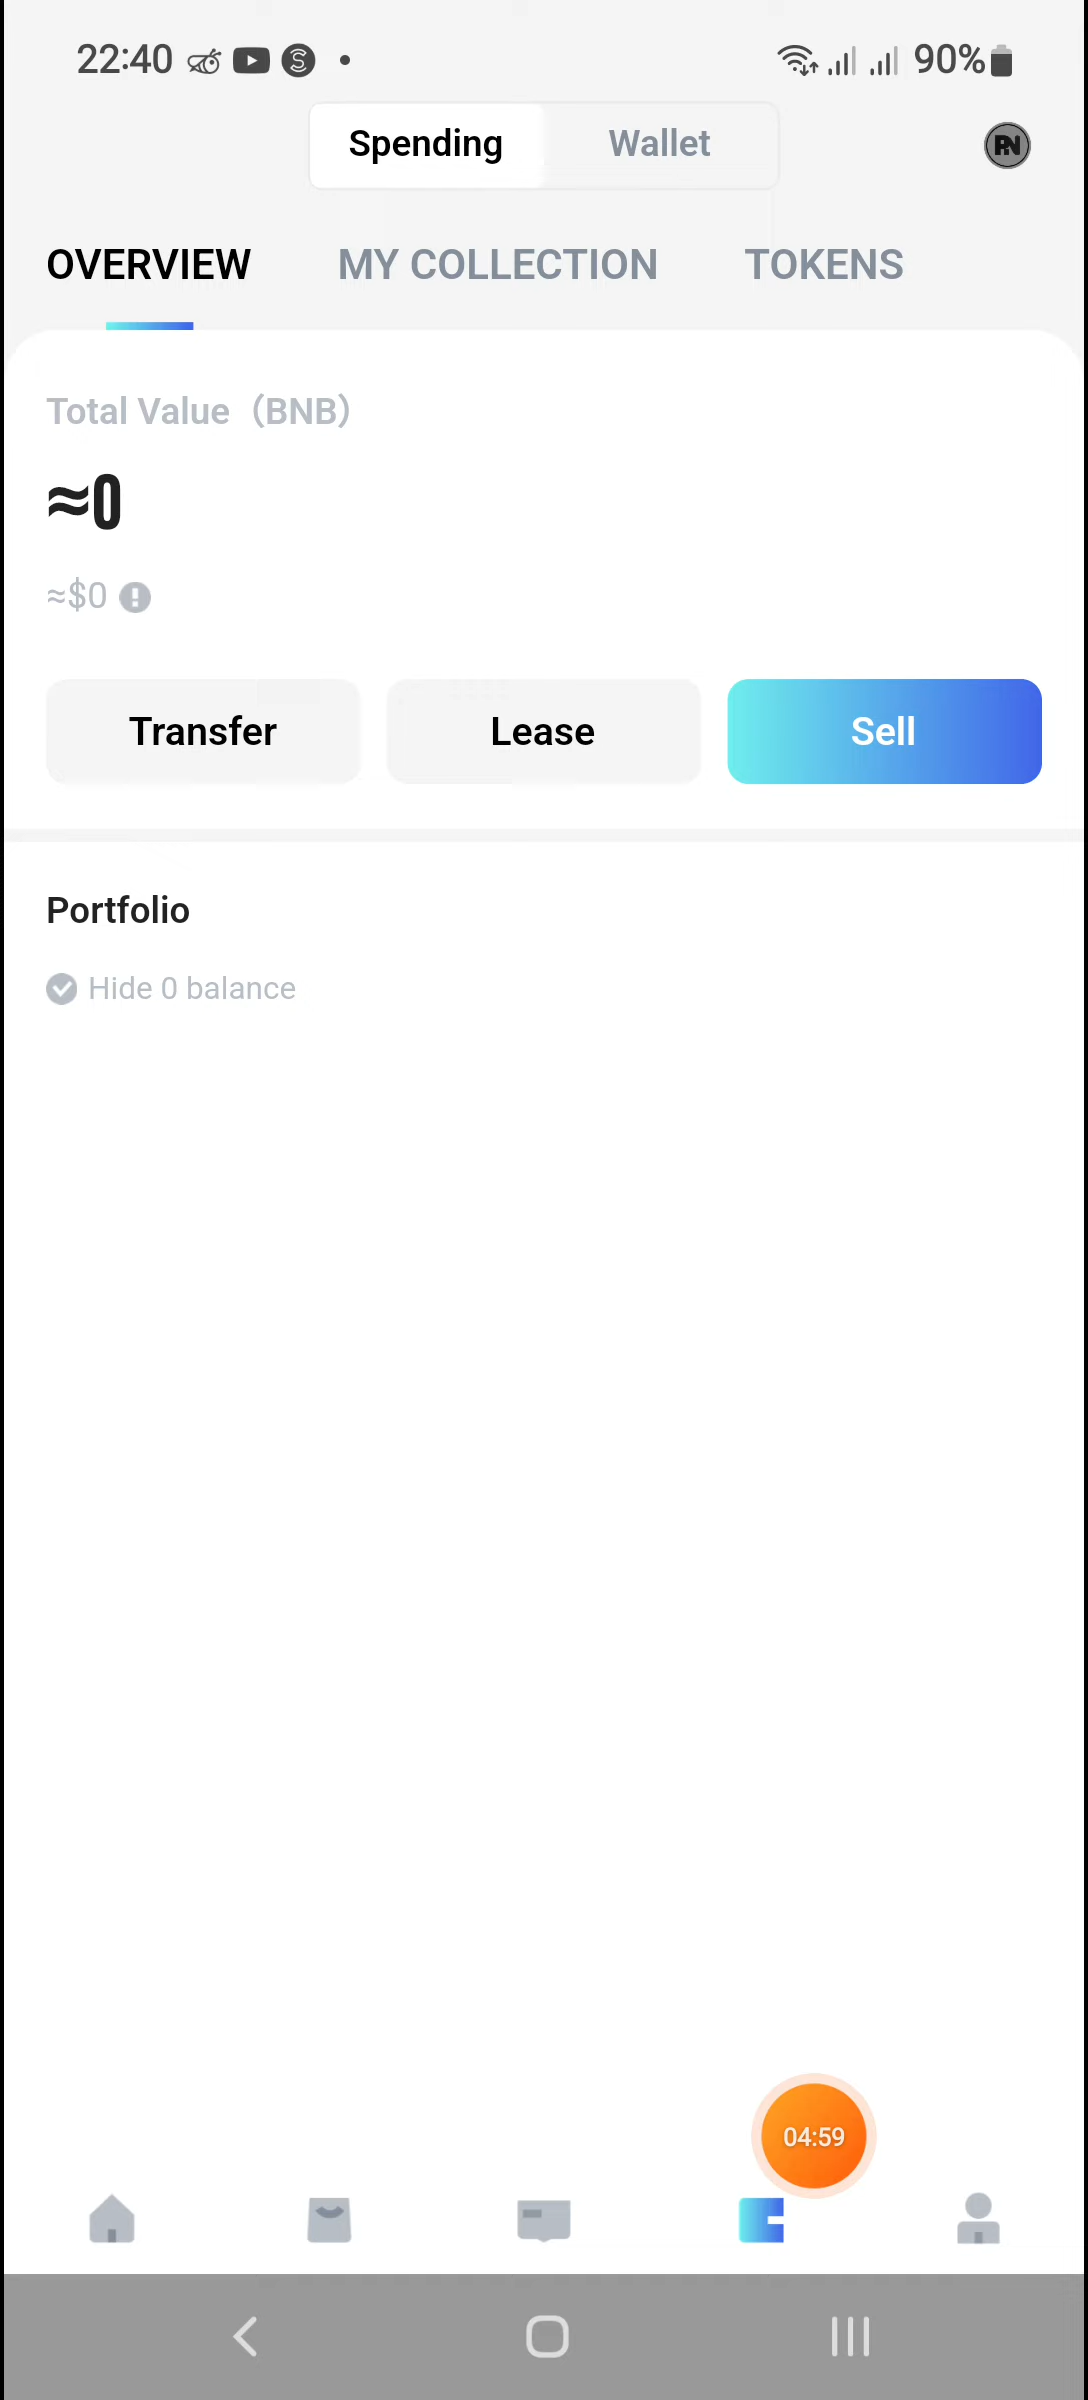 22:40 90%
Spending Wallet
OVERVIEW MY COLLECTION TOKENS
Total Value（BNB）
≈0
≈$0
Transfer Lease Sell
Portfolio
Hide 0 balance
04:59